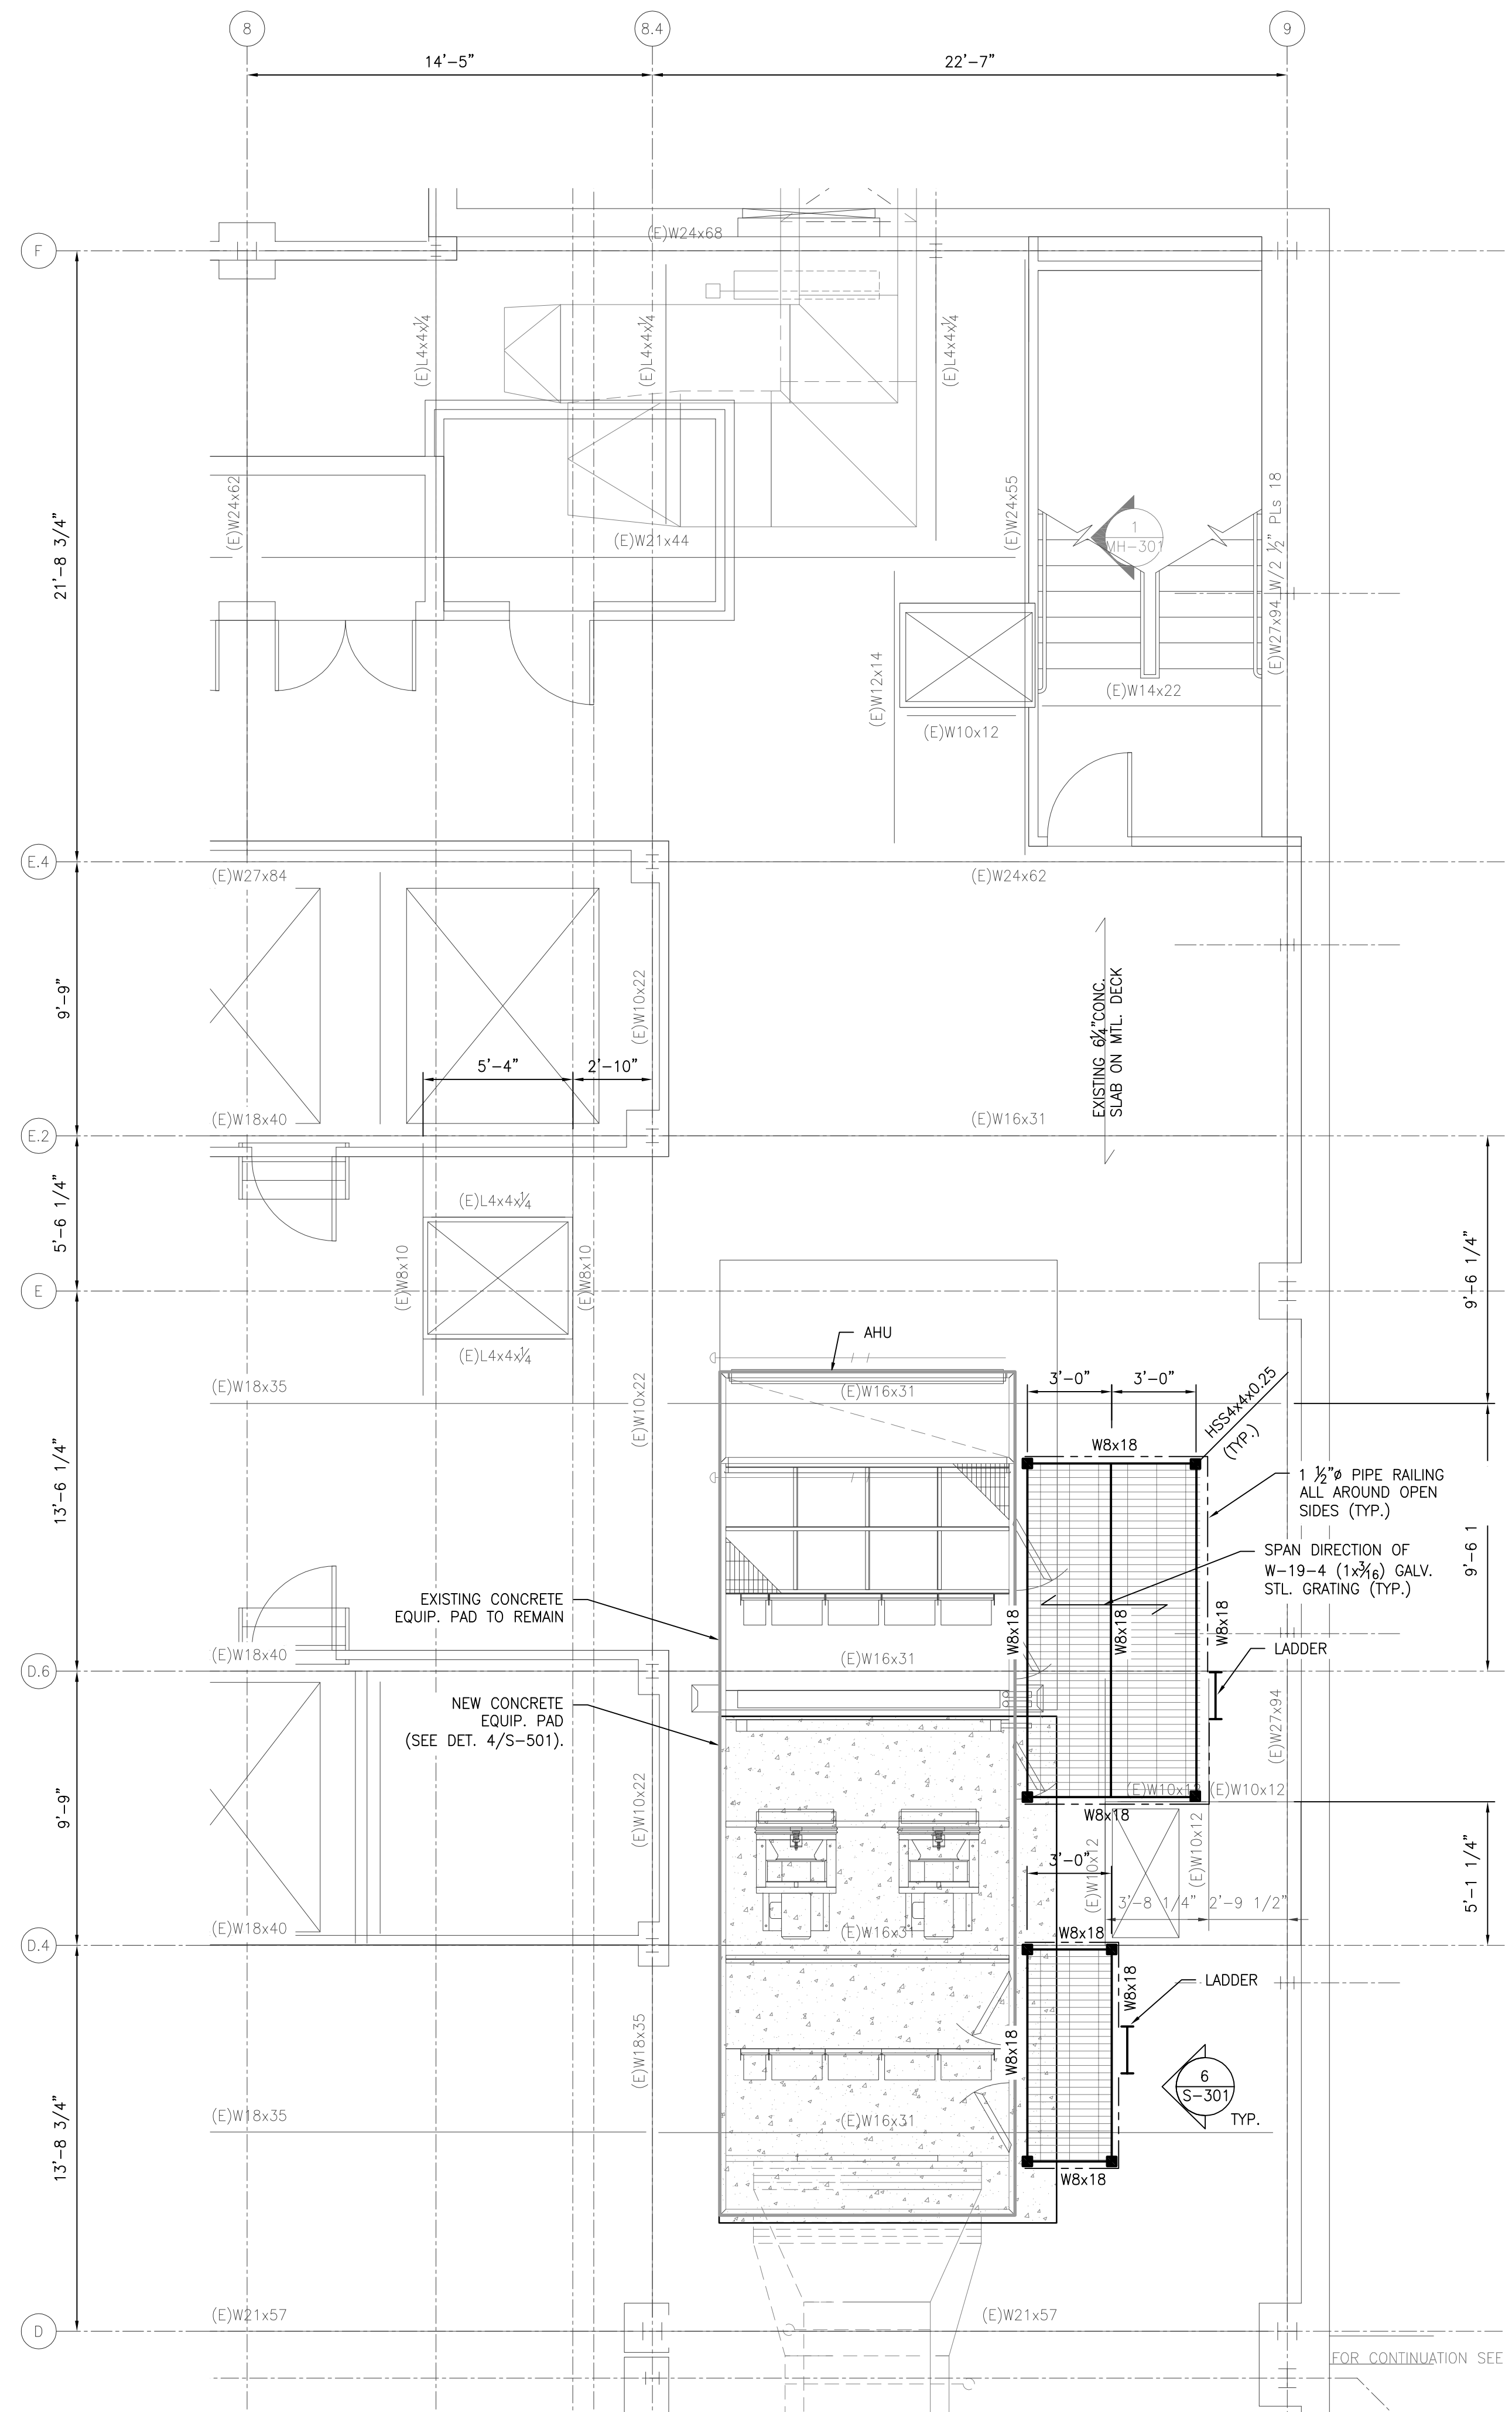 8
8.4
9
14'-5"
22'-7"
F
(E)W24x68
(E)L4x4x1/4
(E)L4x4x1/4
(E)L4x4x1/4
21'-8 3/4"
(E)W24x62
(E)W21x44
(E)W24x55
1
MH-301
(E)W27x94 W/2 1/2" PLs 18
(E)W12x14
(E)W14x22
(E)W10x12
E.4
(E)W27x84
(E)W24x62
9'-9"
(E)W10x22
EXISTING 6 1/4" CONC.
SLAB ON MTL. DECK
5'-4"
2'-10"
(E)W18x40
(E)W16x31
E.2
5'-6 1/4"
(E)L4x4x1/4
(E)W8x10
(E)W8x10
9'-6 1/4"
E
AHU
(E)L4x4x1/4
(E)W18x35
(E)W10x22
(E)W16x31
3'-0"
3'-0"
HSS4x4x0.25
(TYP.)
13'-6 1/4"
W8x18
1 1/2"ø PIPE RAILING
ALL AROUND OPEN
SIDES (TYP.)
9'-6 1
SPAN DIRECTION OF
W-19-4 (1x3/16) GALV.
STL. GRATING (TYP.)
EXISTING CONCRETE
EQUIP. PAD TO REMAIN
W8x18
W8x18
W8x18
LADDER
(E)W18x40
(E)W16x31
D.6
NEW CONCRETE
EQUIP. PAD
(SEE DET. 4/S-501).
(E)W27x94
9'-9"
(E)W10x22
(E)W10x12
(E)W10x12
W8x18
3'-0"
(E)W10x12
(E)W10x12
3'-8 1/4"
2'-9 1/2"
5'-1 1/4"
(E)W18x40
(E)W16x31
W8x18
D.4
W8x18
LADDER
(E)W18x35
W8x18
6
S-301
TYP.
(E)W18x35
(E)W16x31
13'-8 3/4"
W8x18
(E)W21x57
(E)W21x57
D
FOR CONTINUATION SEE